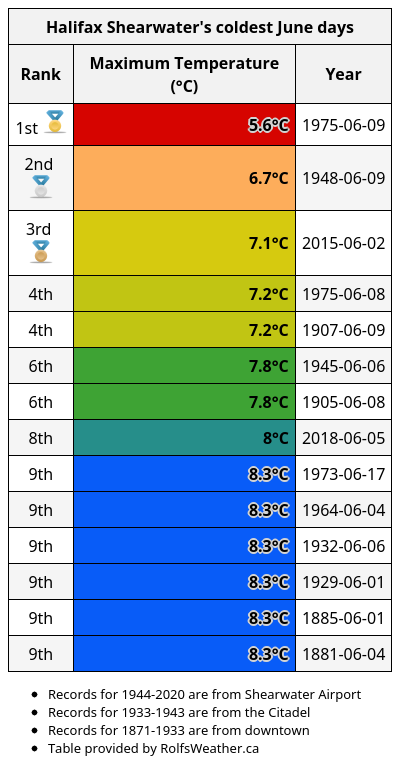 Halifax Shearwater's coldest June days
Rank Maximum Temperature (°C) Year
1st 5.6°C 1975-06-09
2nd 6.7°C 1948-06-09
3rd 7.1°C 2015-06-02
4th 7.2°C 1975-06-08
4th 7.2°C 1907-06-09
6th 7.8°C 1945-06-06
6th 7.8°C 1905-06-08
8th 8°C 2018-06-05
9th 8.3°C 1973-06-17
9th 8.3°C 1964-06-04
9th 8.3°C 1932-06-06
9th 8.3°C 1929-06-01
9th 8.3°C 1885-06-01
9th 8.3°C 1881-06-04
• Records for 1944-2020 are from Shearwater Airport
• Records for 1933-1943 are from the Citadel
• Records for 1871-1933 are from downtown
• Table provided by RolfsWeather.ca